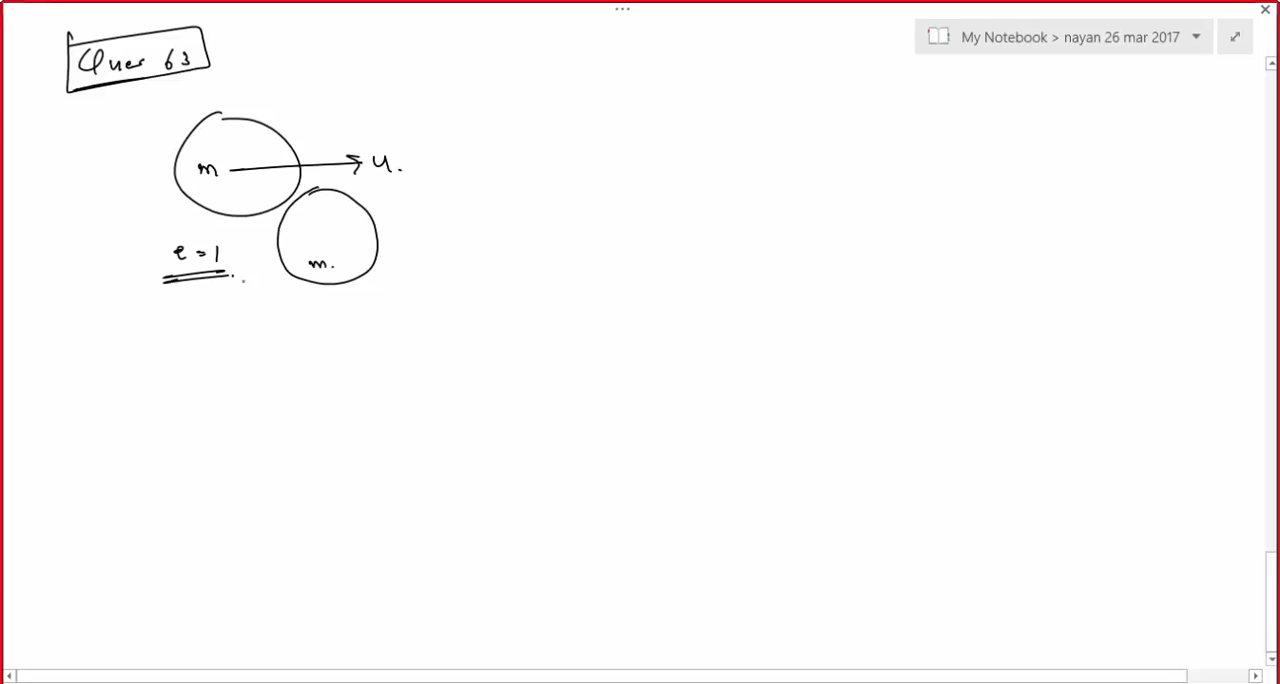 My Notebook > nayan 26 mar 2017
Ques 63
m
u.
e = 1
m.